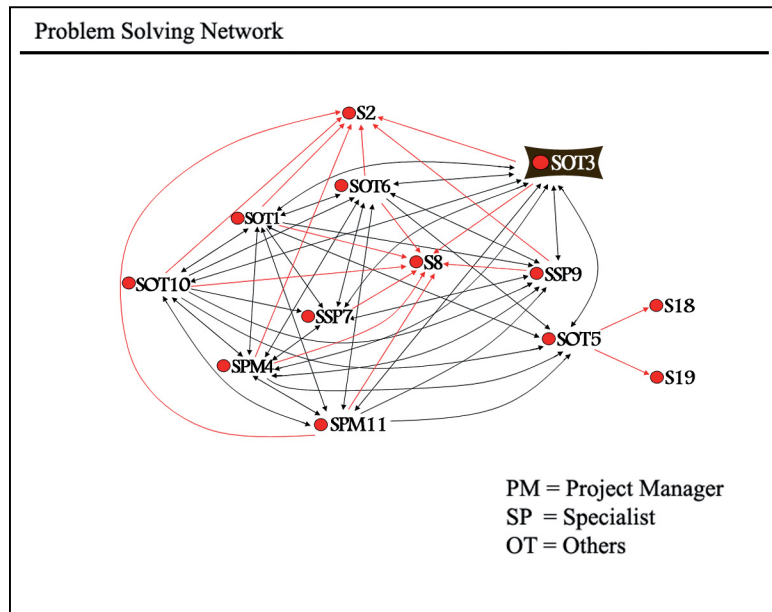 Problem Solving Network
S2
SOT3
SOT6
SOT1
S8
SSP9
SOT10
S18
SSP7
SOT5
SPM4
S19
SPM11
PM = Project Manager
SP = Specialist
OT = Others